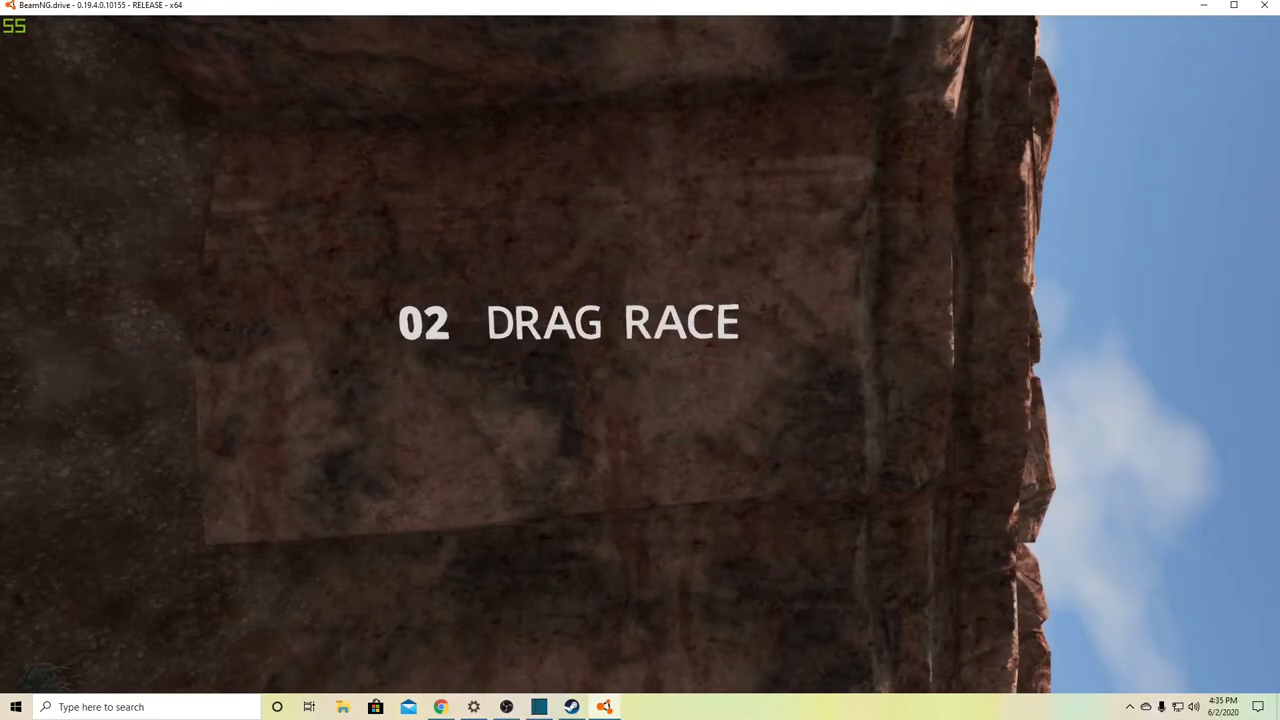 BeamNG.drive - 0.19.4.0.10155 - RELEASE - x64
55
02 DRAG RACE
Type here to search
4:35 PM
6/2/2020